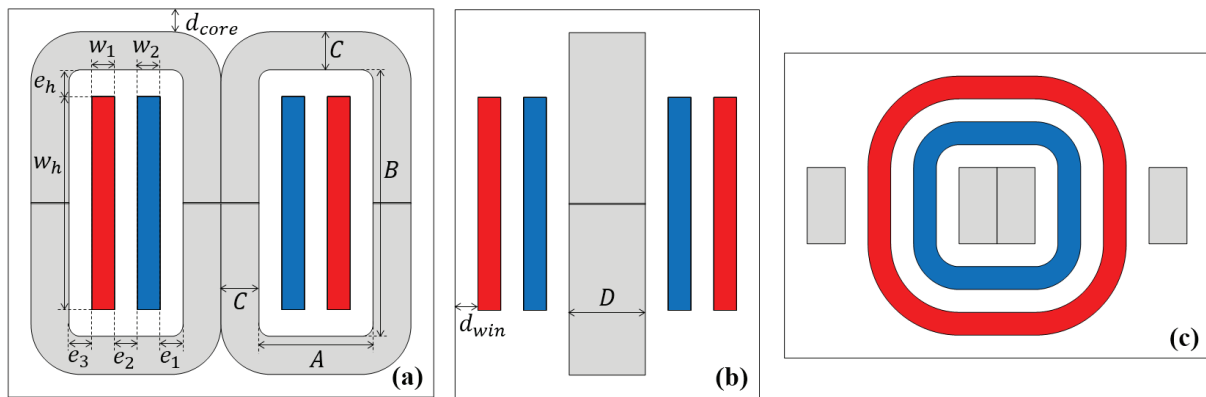 d_core
w_1 w_2 C
e_h
w_h
B
C
D
d_win
e_3 e_2 e_1 A
(a) (b) (c)